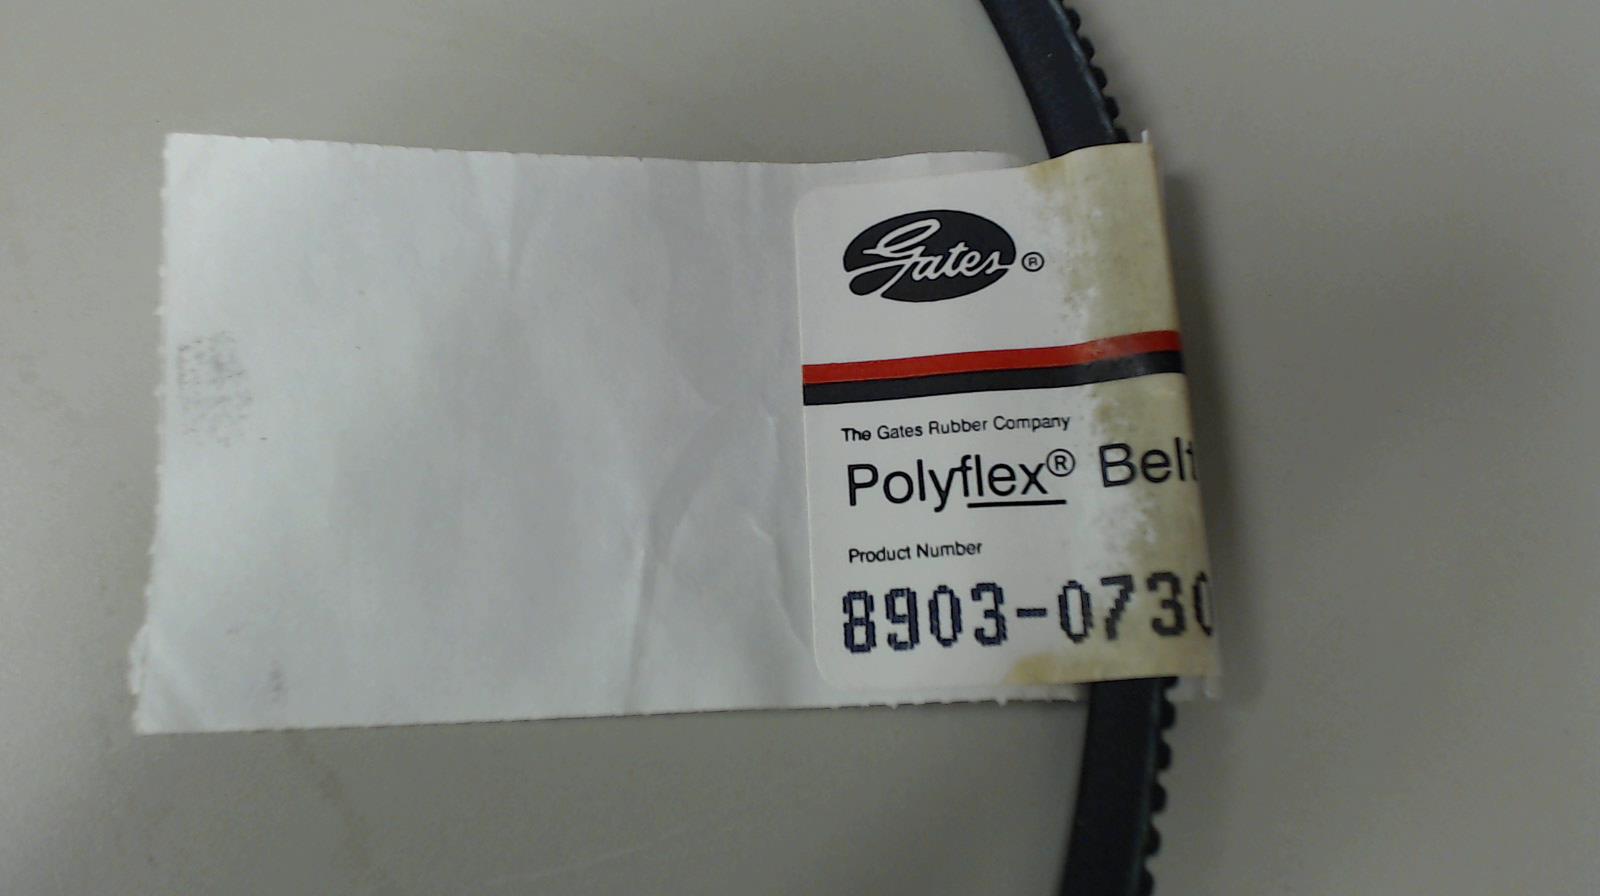 Gates®
The Gates Rubber Company
Polyflex® Belt
Product Number
8903-0730